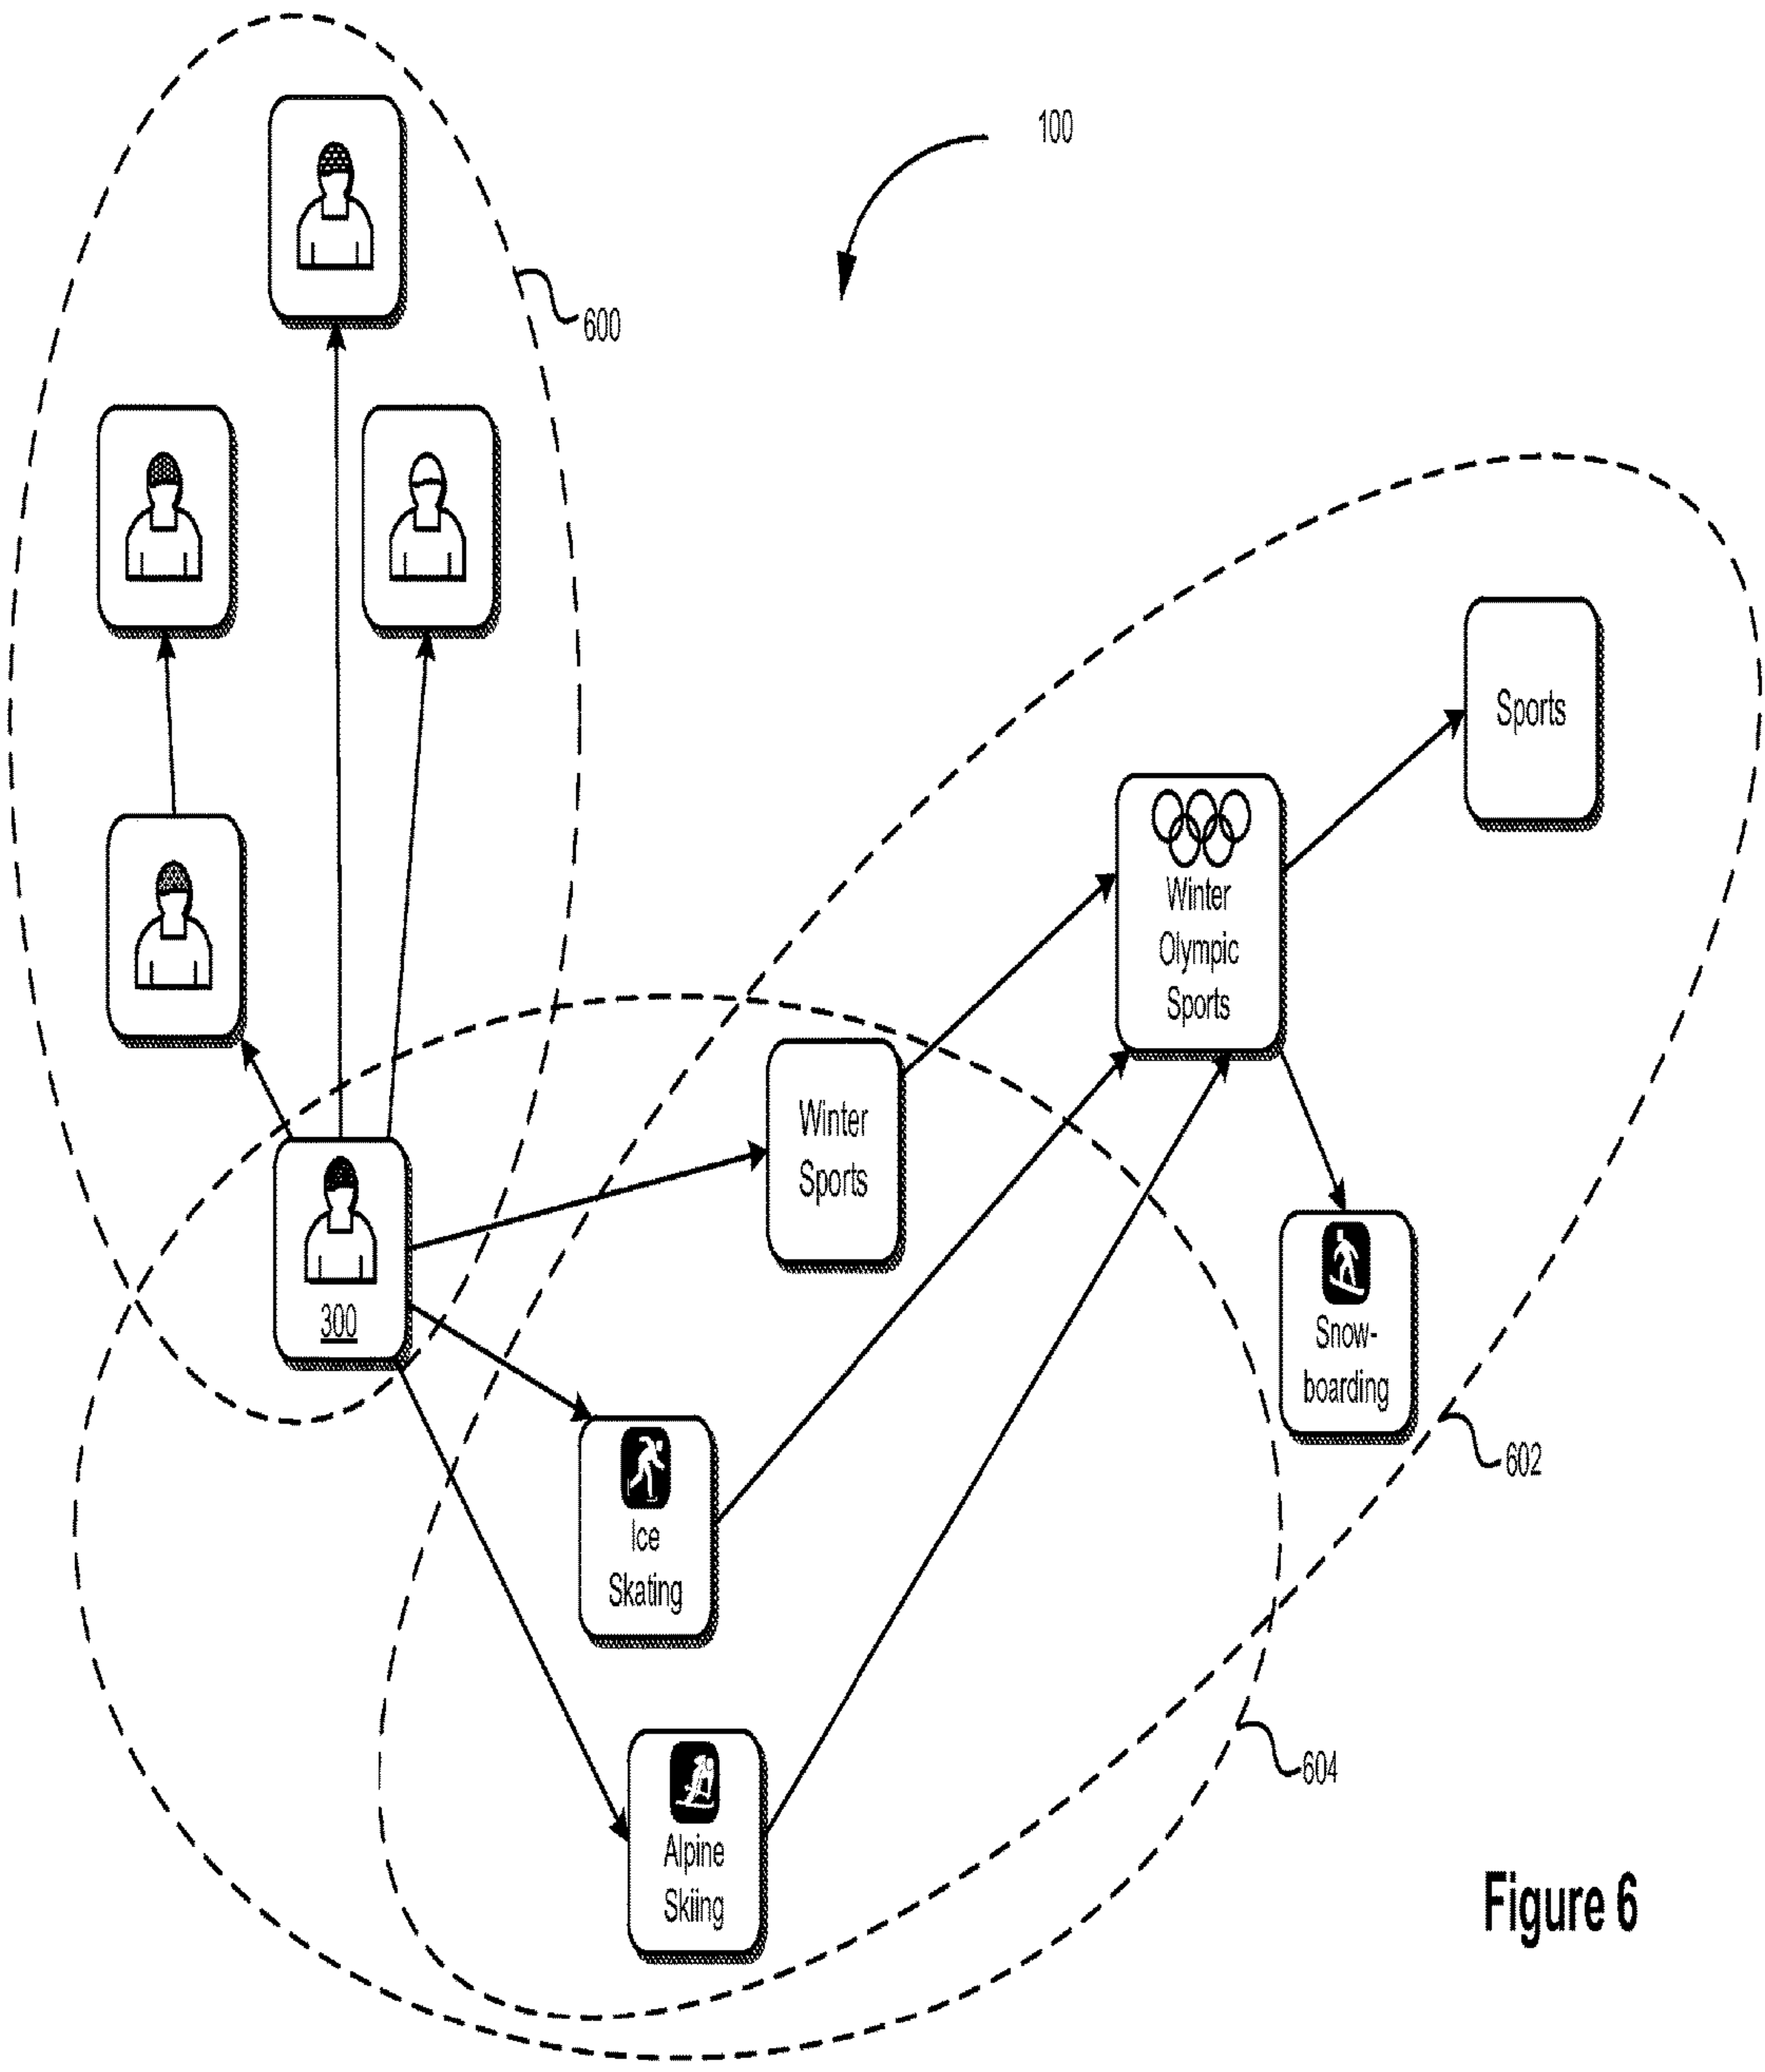 100
600
Sports
Winter
Olympic
Sports
Winter
Sports
300
Snow-
boarding
602
Ice
Skating
604
Alpine
Skiing
Figure 6